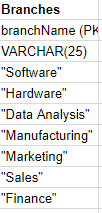 Branches
branchName (PK
VARCHAR(25)
"Software"
"Hardware"
"Data Analysis"
"Manufacturing"
"Marketing"
"Sales"
"Finance"